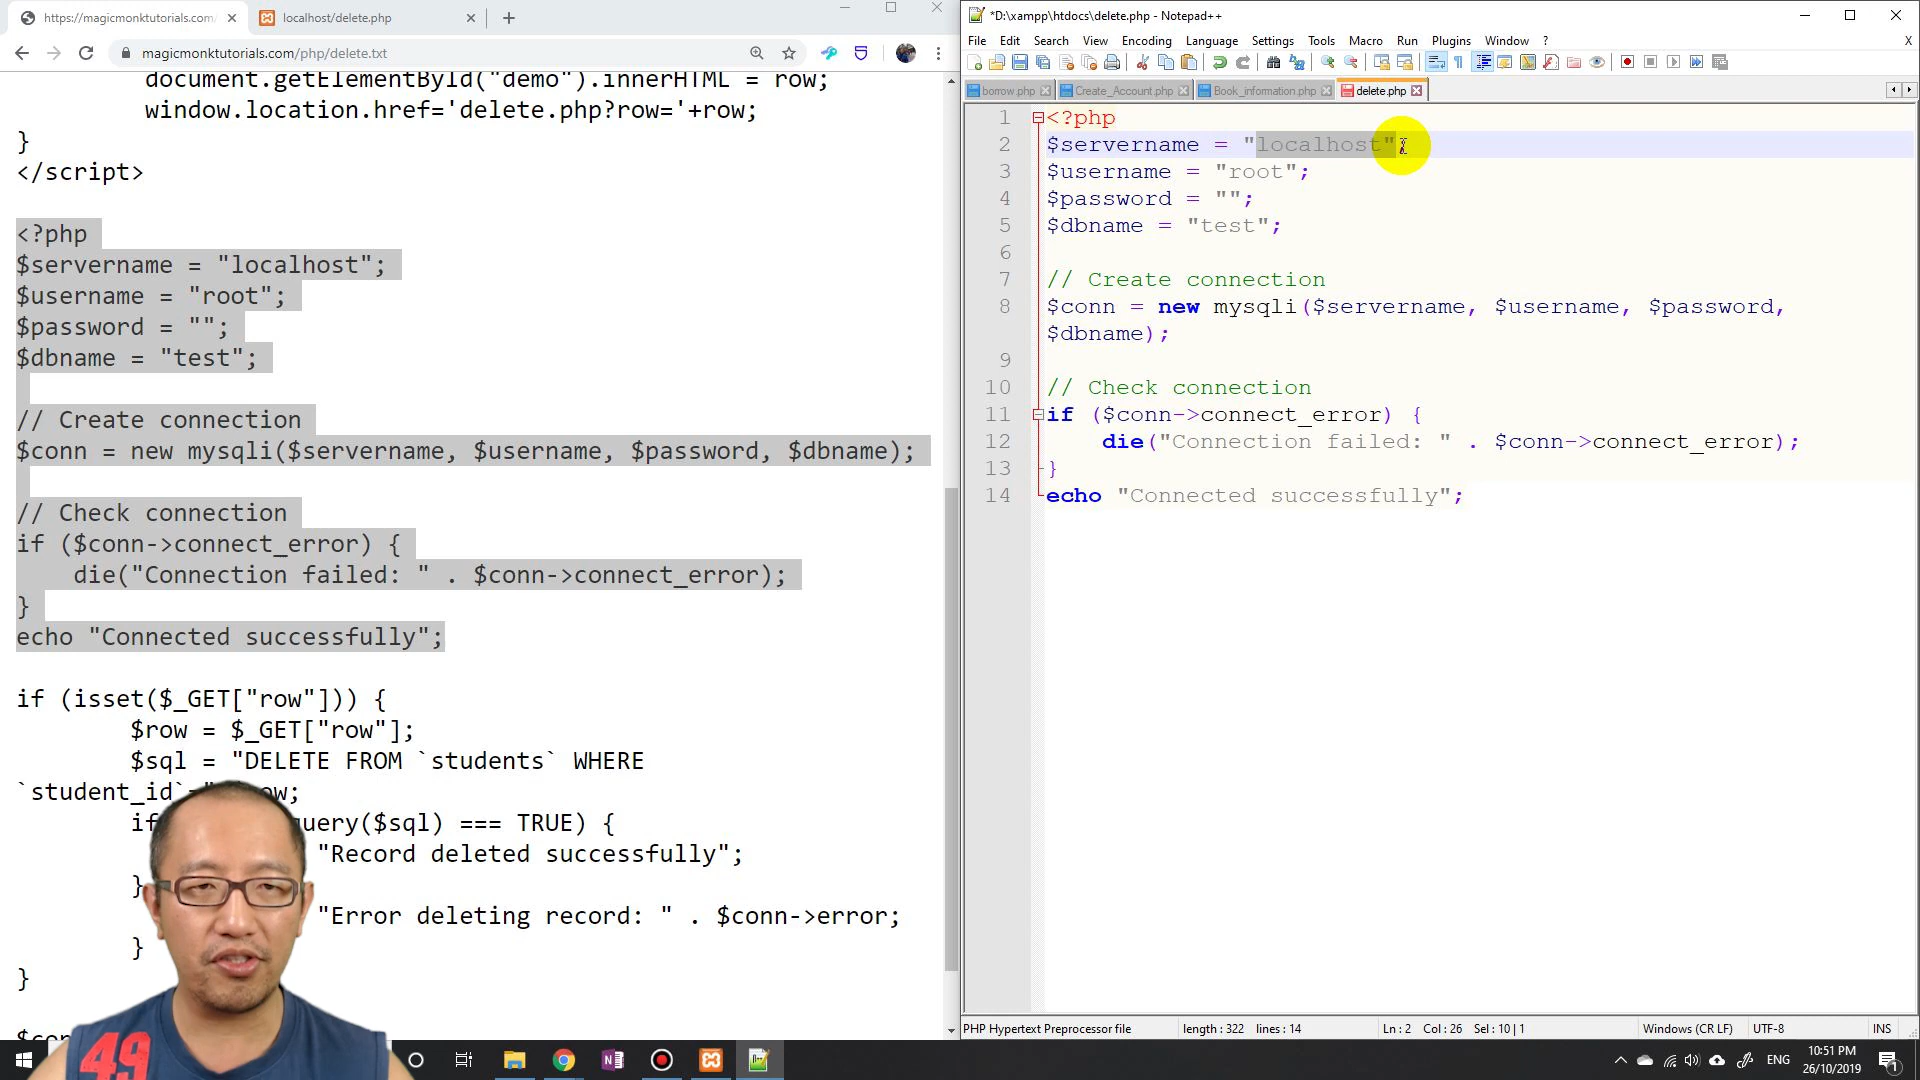 https://magicmonktutorials.com/
localhost/delete.php
magicmonktutorials.com/php/delete.txt
document.getElementById("demo").innerHTML = row;
window.location.href='delete.php?row='+row;
}
</script>
<?php
$servername = "localhost";
$username = "root";
$password = "";
$dbname = "test";
// Create connection
$conn = new mysqli($servername, $username, $password, $dbname);
// Check connection
if ($conn->connect_error) {
die("Connection failed: " . $conn->connect_error);
}
echo "Connected successfully";
if (isset($_GET["row"])) {
$row = $_GET["row"];
$sql = "DELETE FROM `students` WHERE
`student_id`
if
query($sql) === TRUE) {
"Record deleted successfully";
}
"Error deleting record: " . $conn->error;
}
}
49
*D:\xampp\htdocs\delete.php - Notepad++
File Edit Search View Encoding Language Settings Tools Macro Run Plugins Window ? X
borrow.php Create_Account.php Book_information.php delete.php
1 <?php
2 $servername = "localhost";
3 $username = "root";
4 $password = "";
5 $dbname = "test";
6
7 // Create connection
8 $conn = new mysqli($servername, $username, $password,
$dbname);
9
10 // Check connection
11 if ($conn->connect_error) {
12 die("Connection failed: " . $conn->connect_error);
13 }
14 echo "Connected successfully";
PHP Hypertext Preprocessor file length : 322 lines : 14 Ln : 2 Col : 26 Sel : 10 | 1 Windows (CR LF) UTF-8 INS
ENG
10:51 PM
26/10/2019
1